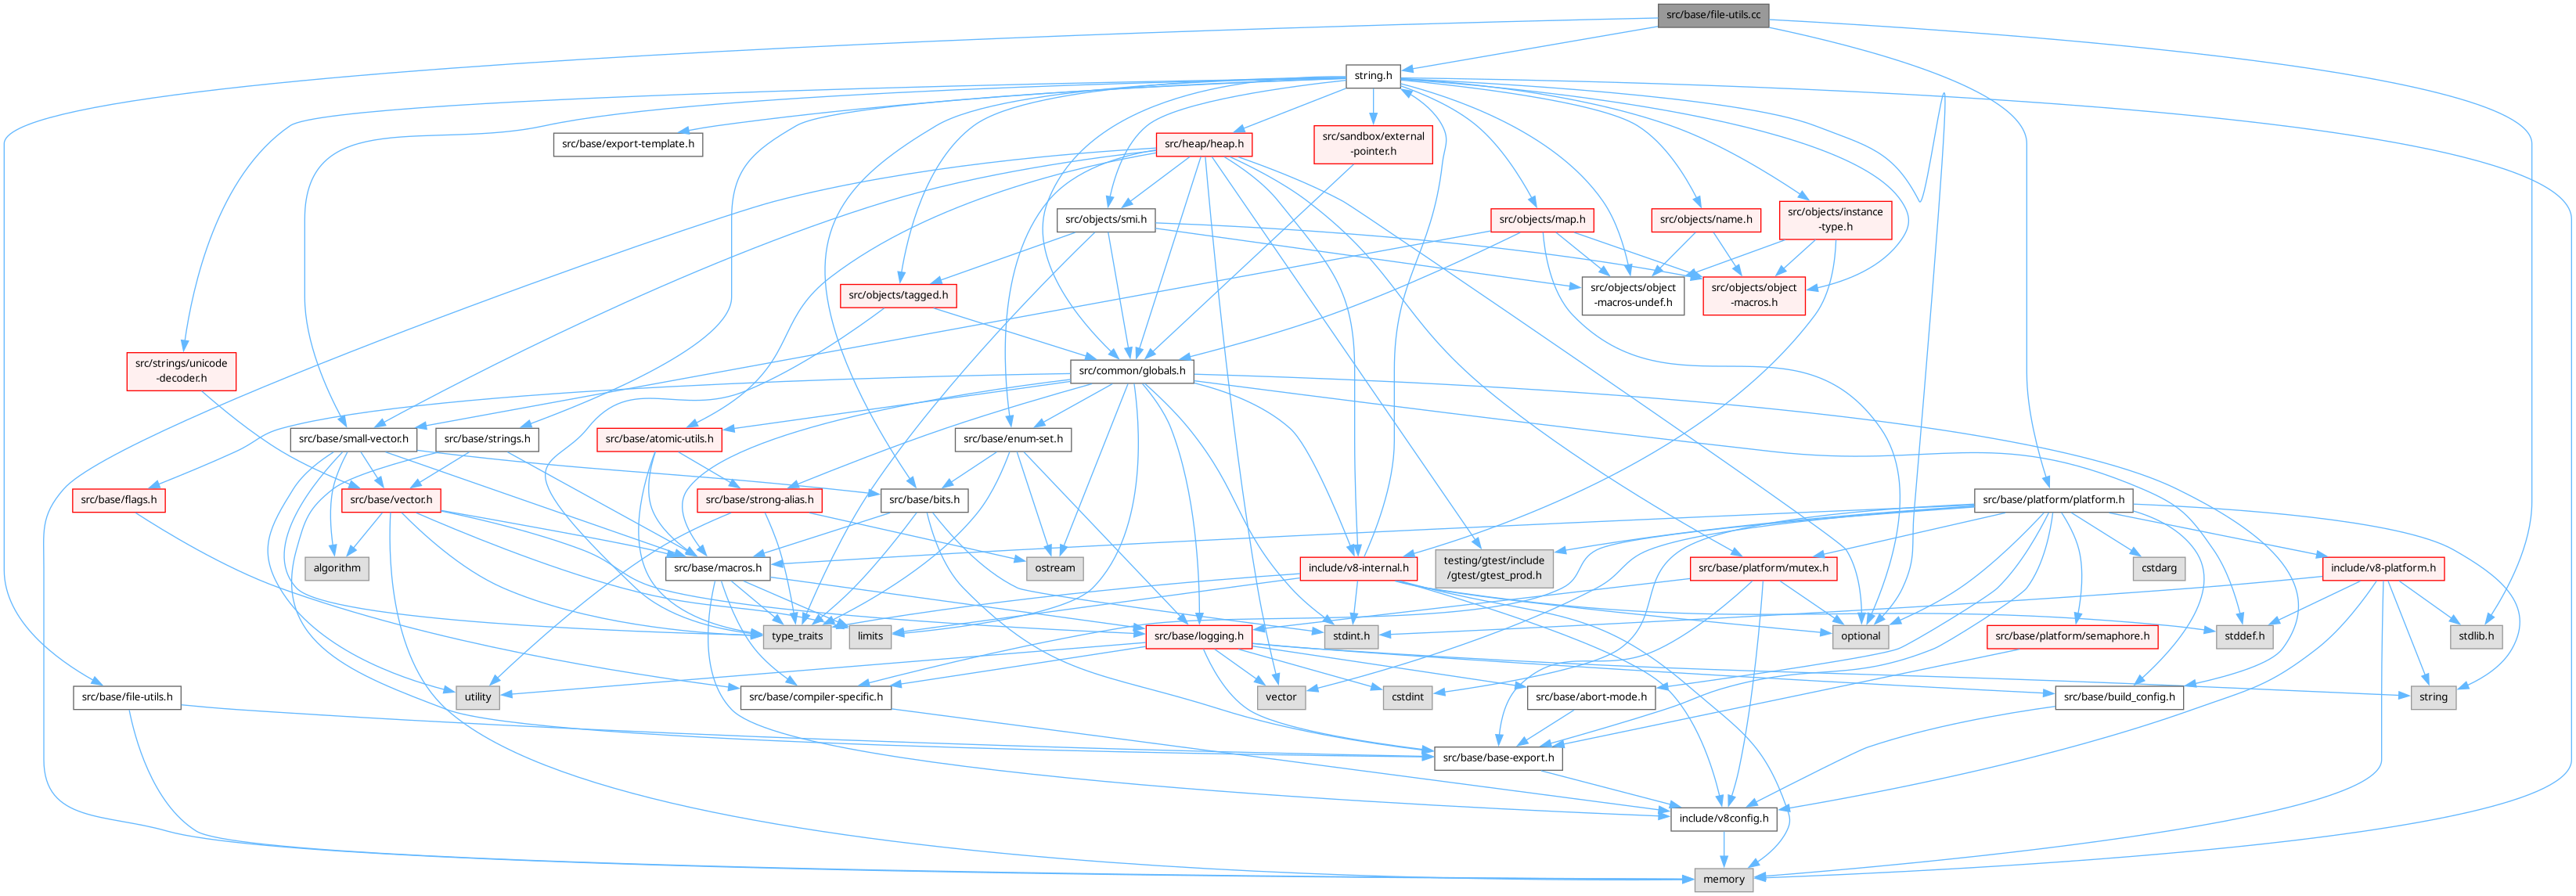 src/base/file-utils.cc
string.h
src/base/export-template.h
src/heap/heap.h
src/sandbox/external
-pointer.h
src/objects/smi.h
src/objects/map.h
src/objects/name.h
src/objects/instance
-type.h
src/objects/tagged.h
src/objects/object
-macros-undef.h
src/objects/object
-macros.h
src/strings/unicode
-decoder.h
src/common/globals.h
src/base/small-vector.h
src/base/strings.h
src/base/atomic-utils.h
src/base/enum-set.h
src/base/flags.h
src/base/vector.h
src/base/strong-alias.h
src/base/bits.h
src/base/platform/platform.h
algorithm
src/base/macros.h
ostream
include/v8-internal.h
testing/gtest/include
/gtest/gtest_prod.h
src/base/platform/mutex.h
cstdarg
include/v8-platform.h
type_traits
limits
src/base/logging.h
stdint.h
optional
src/base/platform/semaphore.h
stddef.h
stdlib.h
src/base/file-utils.h
utility
src/base/compiler-specific.h
vector
cstdint
src/base/abort-mode.h
src/base/build_config.h
string
src/base/base-export.h
include/v8config.h
memory